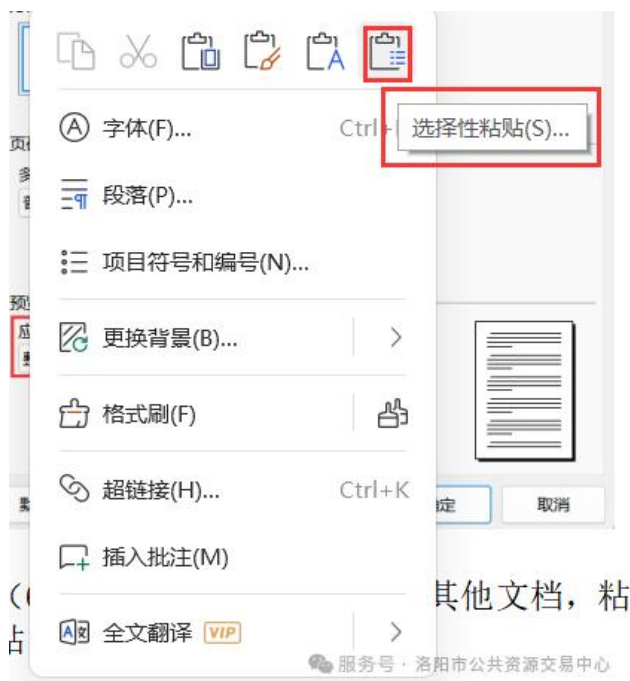 选择性粘贴(S)...
字体(F)...
Ctrl+
段落(P)...
项目符号和编号(N)...
更换背景(B)...
格式刷(F)
超链接(H)...
Ctrl+K
取消
插入批注(M)
其他文档，粘
全文翻译 VIP
服务号 · 洛阳市公共资源交易中心